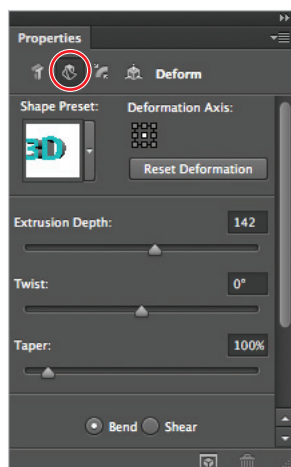 Properties
Deform
Shape Preset: Deformation Axis:
3D
Reset Deformation
Extrusion Depth: 142
Twist: 0°
Taper: 100%
Bend Shear